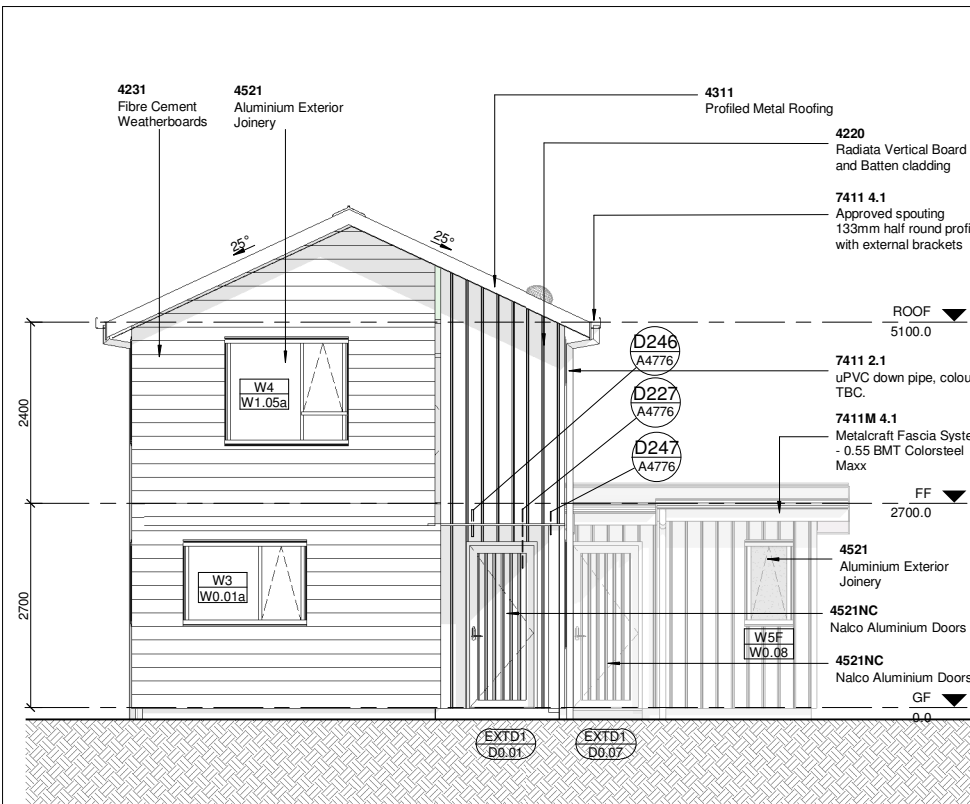 4231
Fibre Cement
Weatherboards
4521
Aluminium Exterior
Joinery
4311
Profiled Metal Roofing
4220
Radiata Vertical Board
and Batten cladding
7411 4.1
Approved spouting
133mm half round profi
with external brackets
25°
25°
ROOF
5100.0
D246
A4776
7411 2.1
uPVC down pipe, colou
TBC.
W4
W1.05a
D227
A4776
2400
7411M 4.1
Metalcraft Fascia Syste
- 0.55 BMT Colorsteel
Maxx
D247
A4776
FF
2700.0
4521
Aluminium Exterior
Joinery
W3
W0.01a
2700
4521NC
Nalco Aluminium Doors
W5F
W0.08
4521NC
Nalco Aluminium Doors
GF
0.0
EXTD1
D0.01
EXTD1
D0.07